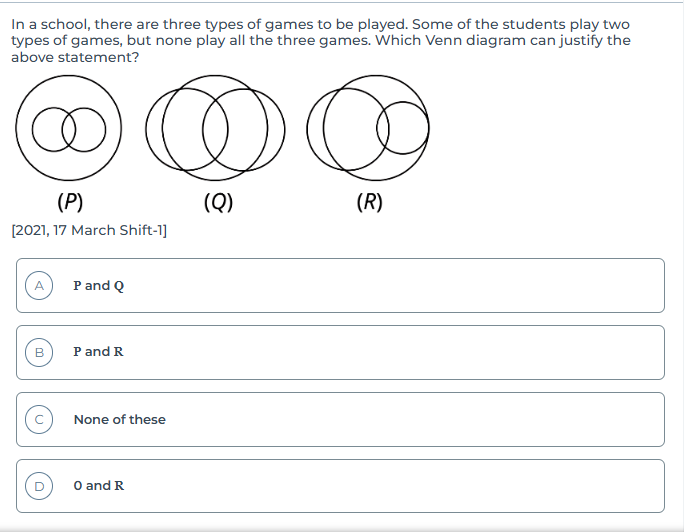 In a school, there are three types of games to be played. Some of the students play two
types of games, but none play all the three games. Which Venn diagram can justify the
above statement?
(P) (Q) (R)
[2021, 17 March Shift-1]
A P and Q
B P and R
C None of these
D 0 and R